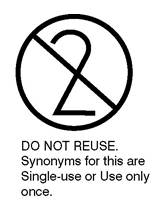 2
DO NOT REUSE.
Synonyms for this are
Single-use or Use only
once.